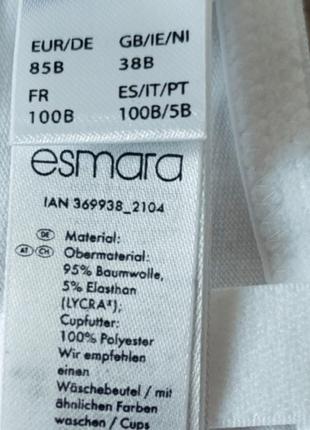 EUR/DE GB/IE/NI
85B 38B
FR ES/IT/PT
100B 100B/5B
esmara
IAN 369938_2104
DE Material:
AT CH Obermaterial:
95% Baumwolle,
5% Elasthan
(LYCRA®);
Cupfutter:
100% Polyester
Wir empfehlen
einen
Wäschebeutel / mit
ähnlichen Farben
waschen / Cups